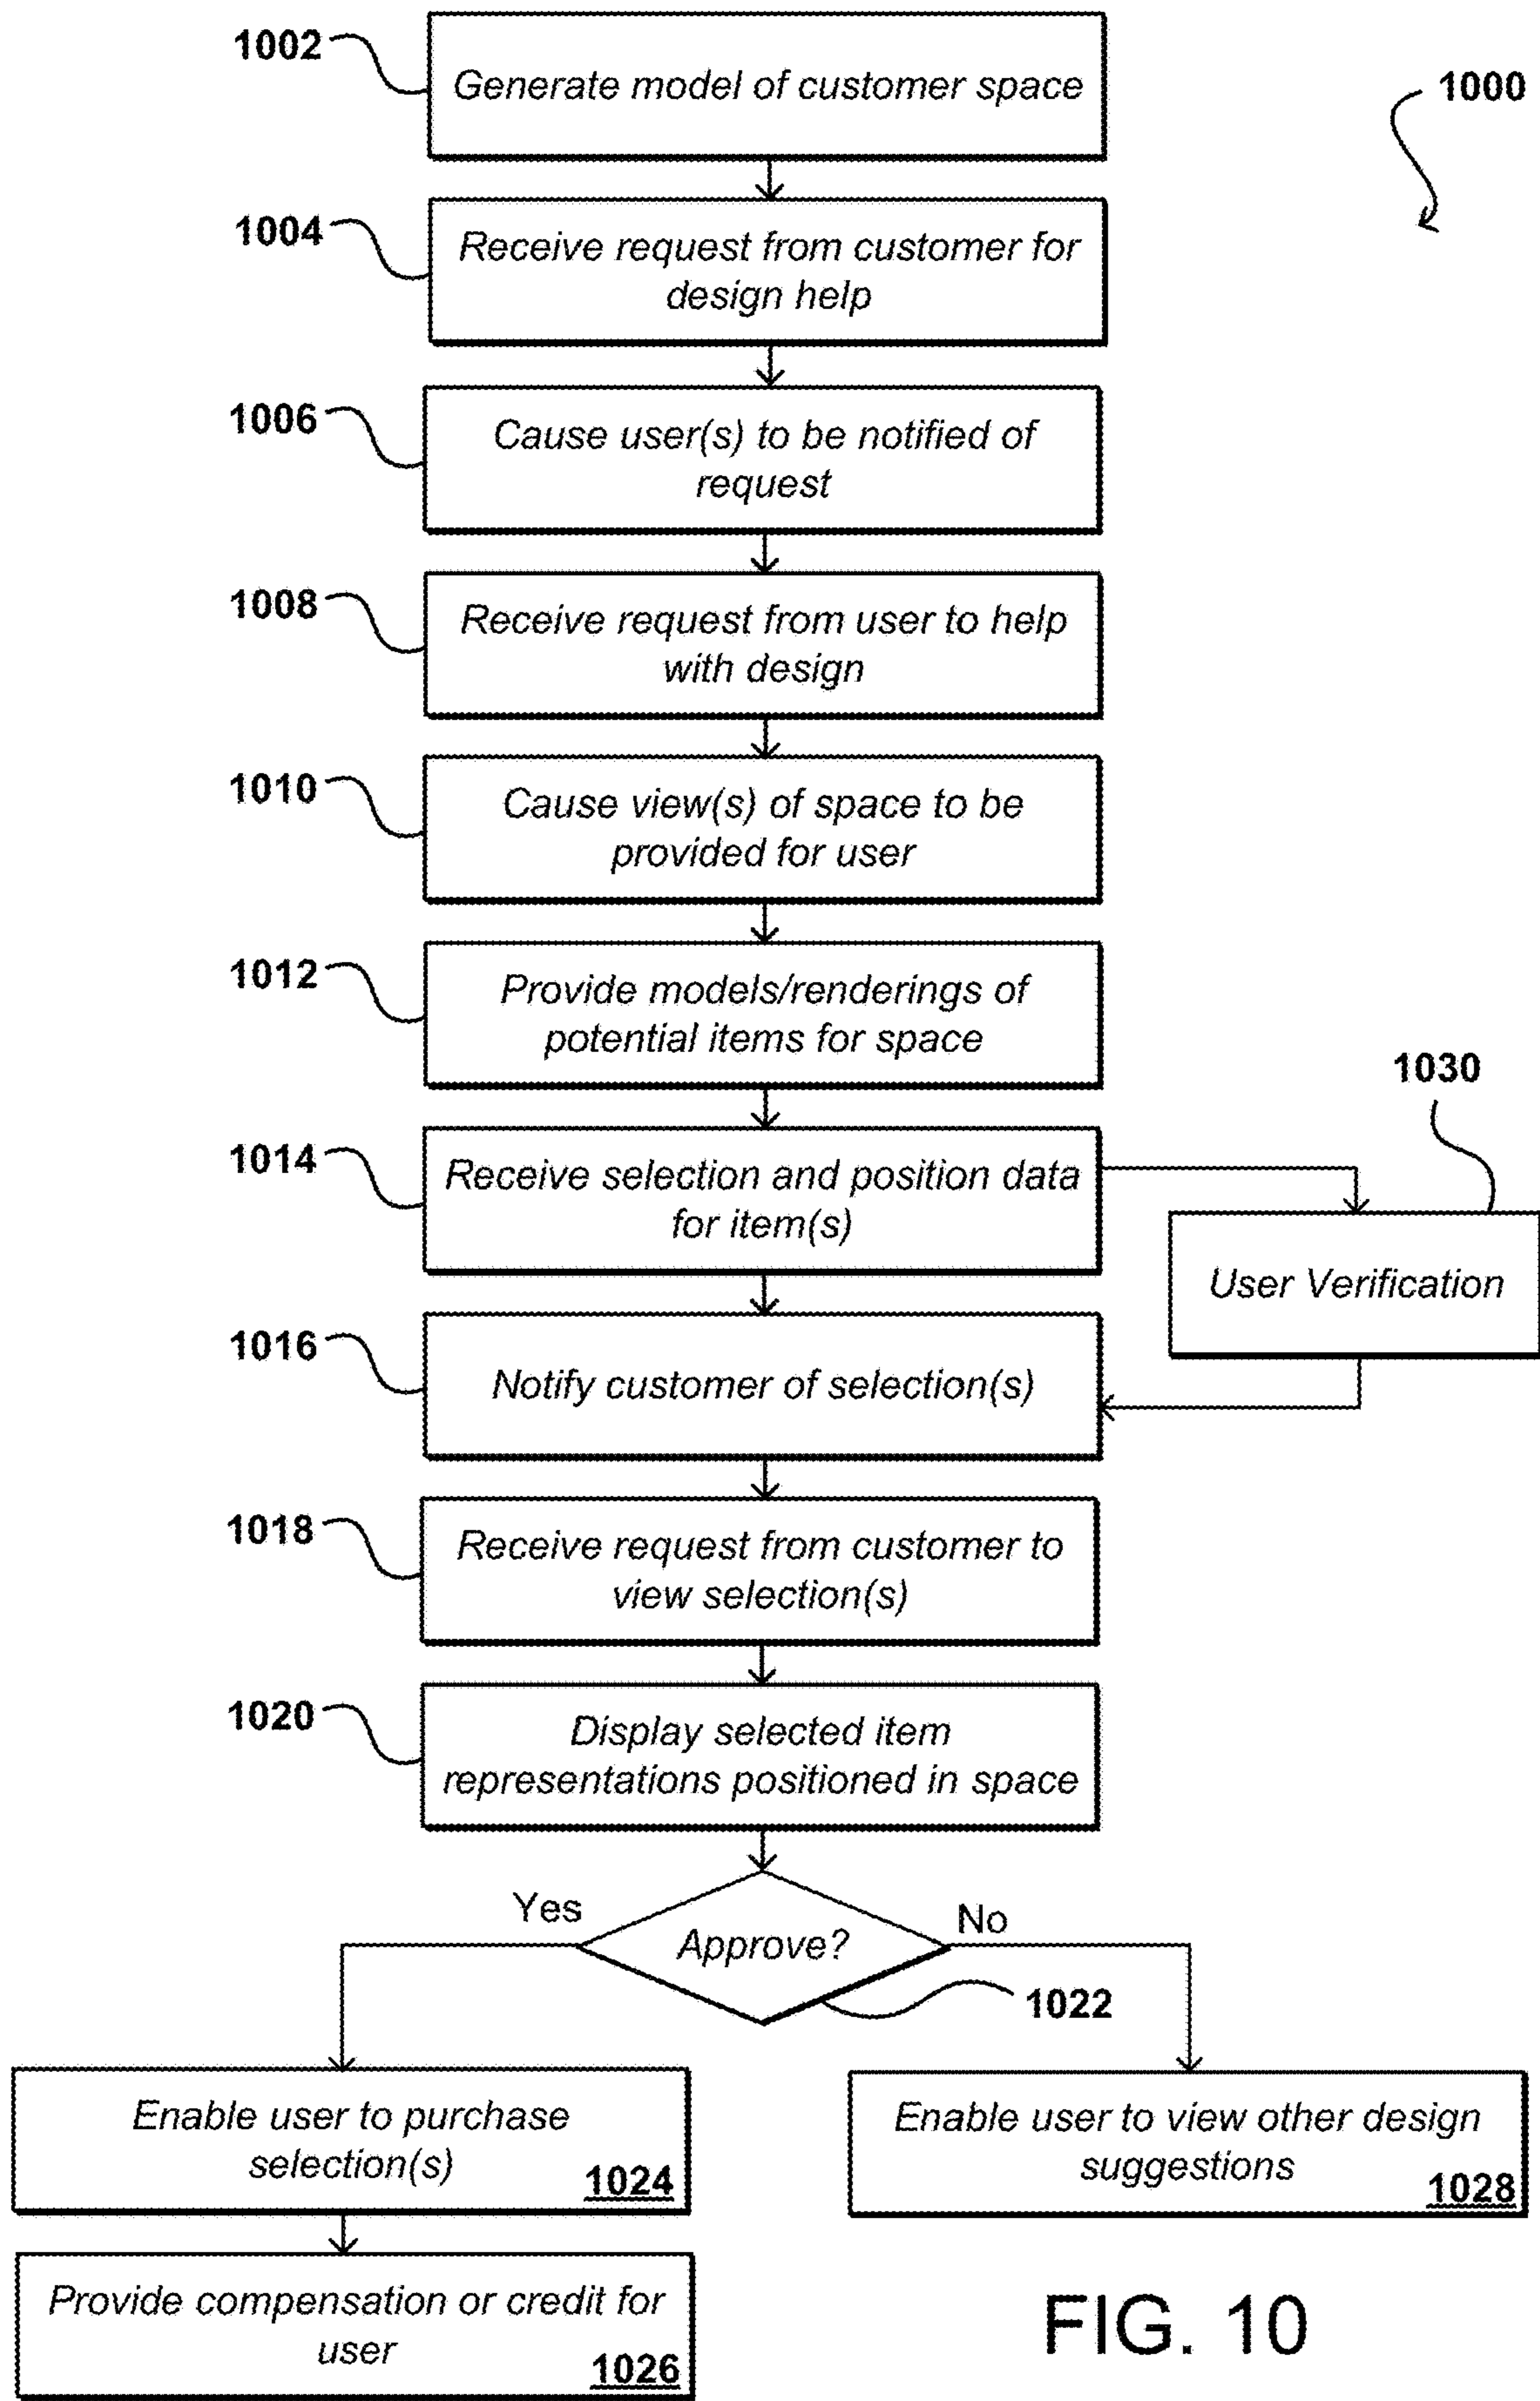 1002
Generate model of customer space
1000
1004
Receive request from customer for
design help
1006
Cause user(s) to be notified of
request
1008
Receive request from user to help
with design
1010
Cause view(s) of space to be
provided for user
1012
Provide models/renderings of
potential items for space
1030
1014
Receive selection and position data
for item(s)
User Verification
1016
Notify customer of selection(s)
1018
Receive request from customer to
view selection(s)
1020
Display selected item
representations positioned in space
Yes
Approve?
No
1022
Enable user to purchase
selection(s)
1024
Enable user to view other design
suggestions
1028
Provide compensation or credit for
user
1026
FIG. 10